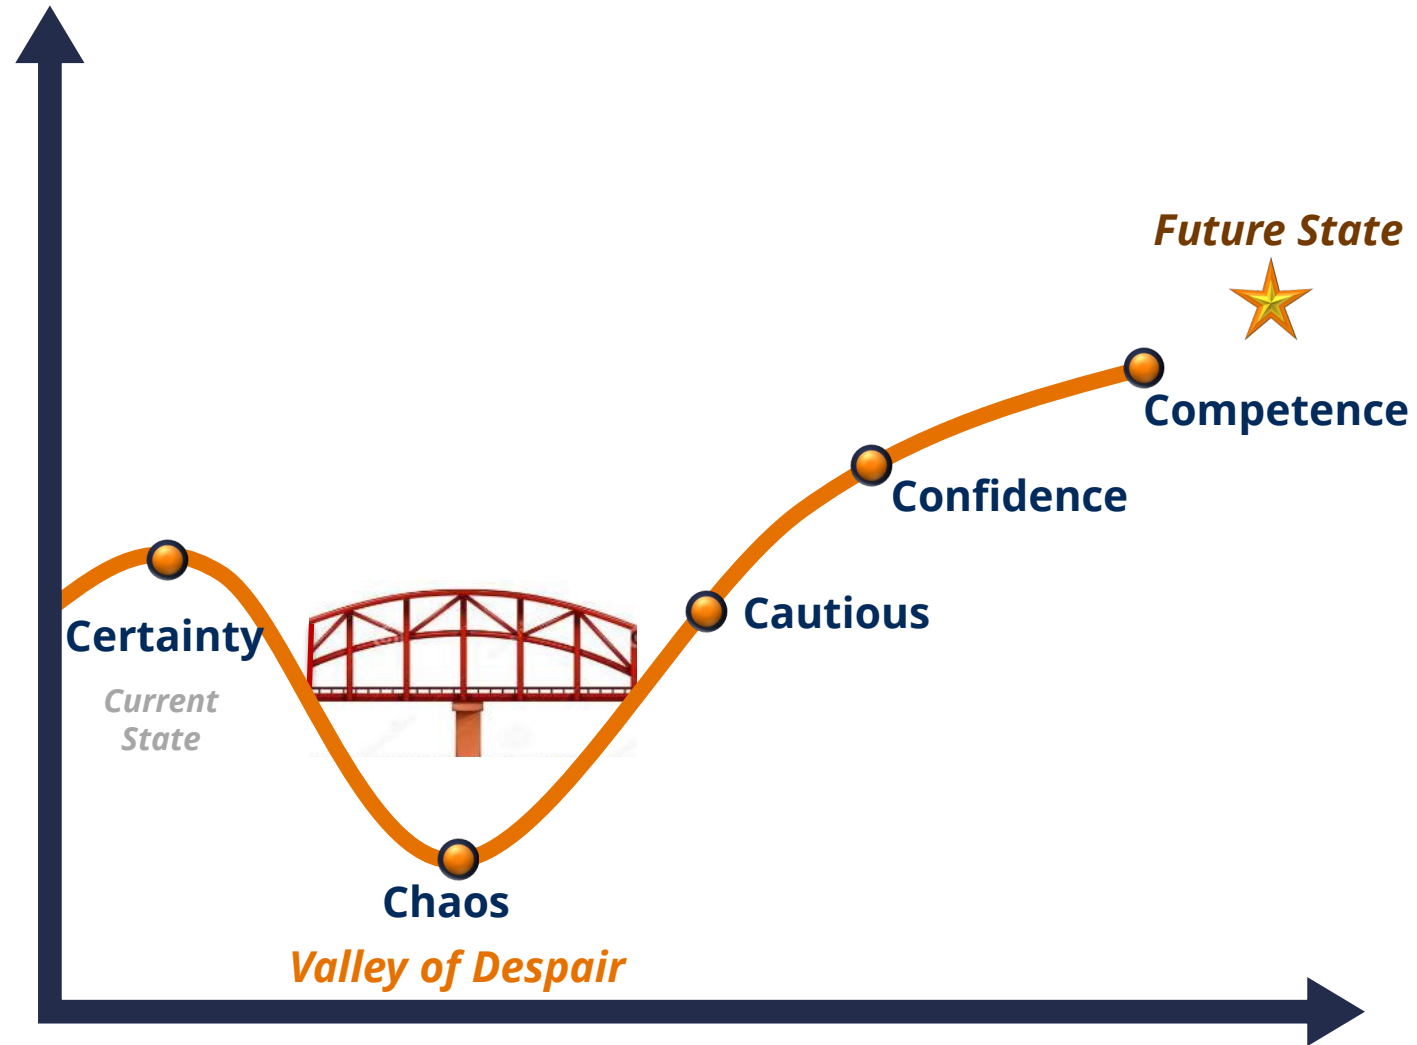 Future State
Competence
Confidence
Cautious
Certainty
Current
State
Chaos
Valley of Despair